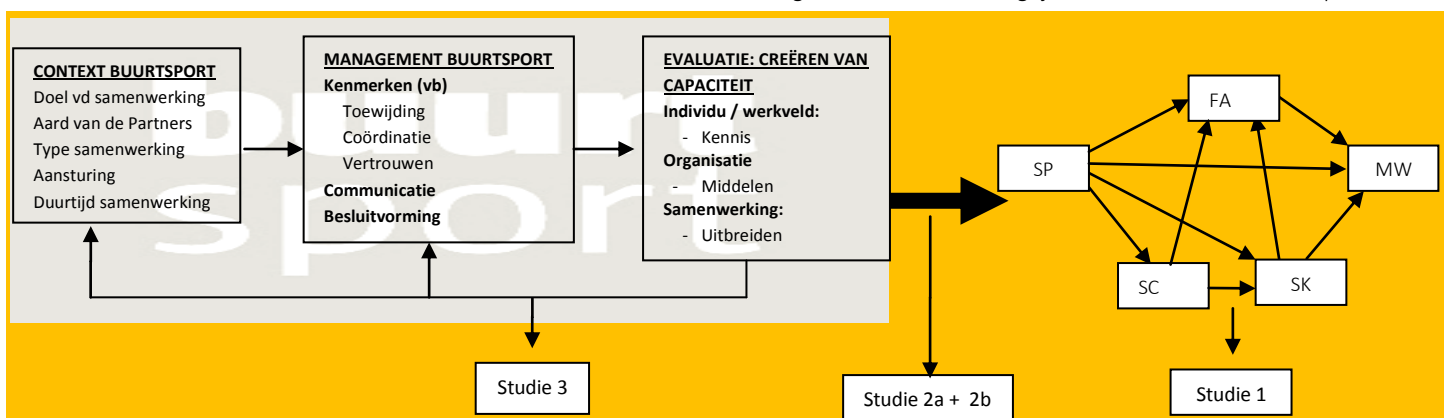 CONTEXT BUURTSPORT
Doel vd samenwerking
Aard van de Partners
Type samenwerking
Aansturing
Duurtijd samenwerking
MANAGEMENT BUURTSPORT
Kenmerken (vb)
Toewijding
Coördinatie
Vertrouwen
Communicatie
Besluitvorming
EVALUATIE: CREËREN VAN
CAPACITEIT
Individu / werkveld:
- Kennis
Organisatie
- Middelen
Samenwerking:
- Uitbreiden
buurt
sport
FA
SP
MW
SC
SK
Studie 3
Studie 2a + 2b
Studie 1